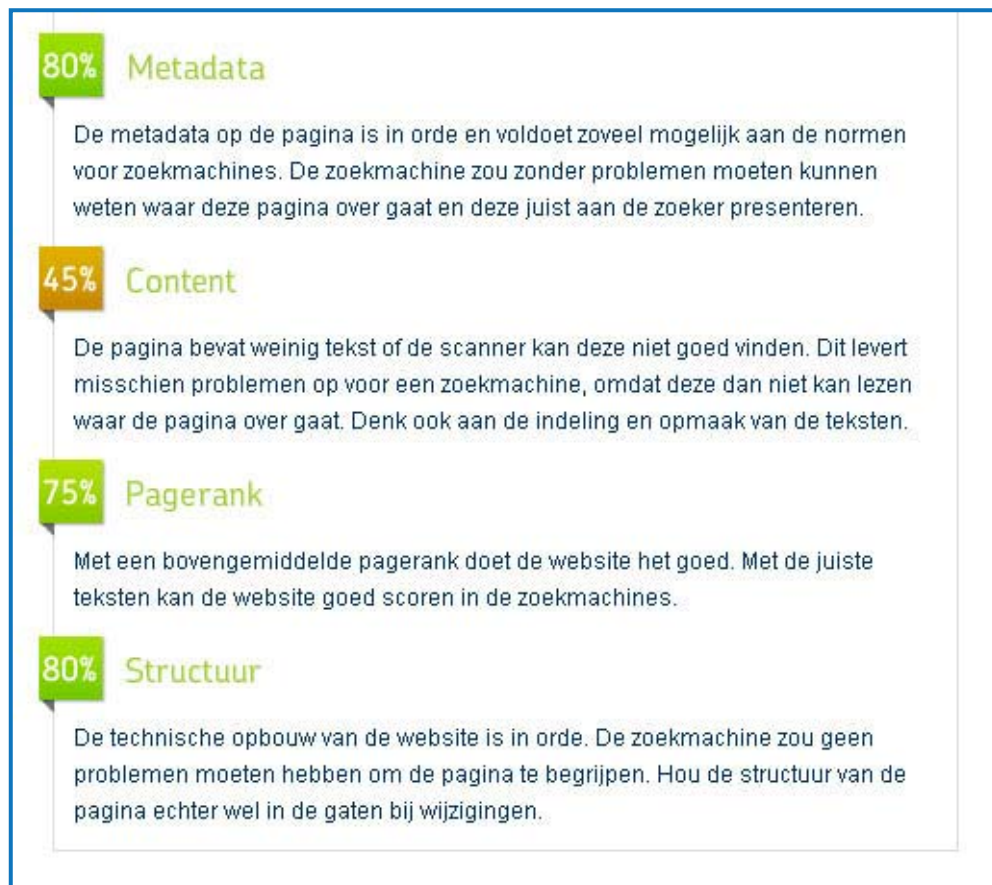 80% Metadata
De metadata op de pagina is in orde en voldoet zoveel mogelijk aan de normen
voor zoekmachines. De zoekmachine zou zonder problemen moeten kunnen
weten waar deze pagina over gaat en deze juist aan de zoeker presenteren.
45% Content
De pagina bevat weinig tekst of de scanner kan deze niet goed vinden. Dit levert
misschien problemen op voor een zoekmachine, omdat deze dan niet kan lezen
waar de pagina over gaat. Denk ook aan de indeling en opmaak van de teksten.
75% Pagerank
Met een bovengemiddelde pagerank doet de website het goed. Met de juiste
teksten kan de website goed scoren in de zoekmachines.
80% Structuur
De technische opbouw van de website is in orde. De zoekmachine zou geen
problemen moeten hebben om de pagina te begrijpen. Hou de structuur van de
pagina echter wel in de gaten bij wijzigingen.